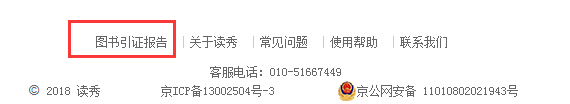 图书引证报告 | 关于读秀 | 常见问题 | 使用帮助 | 联系我们
客服电话：010-51667449
© 2018 读秀 京ICP备13002504号-3 京公网安备 11010802021943号